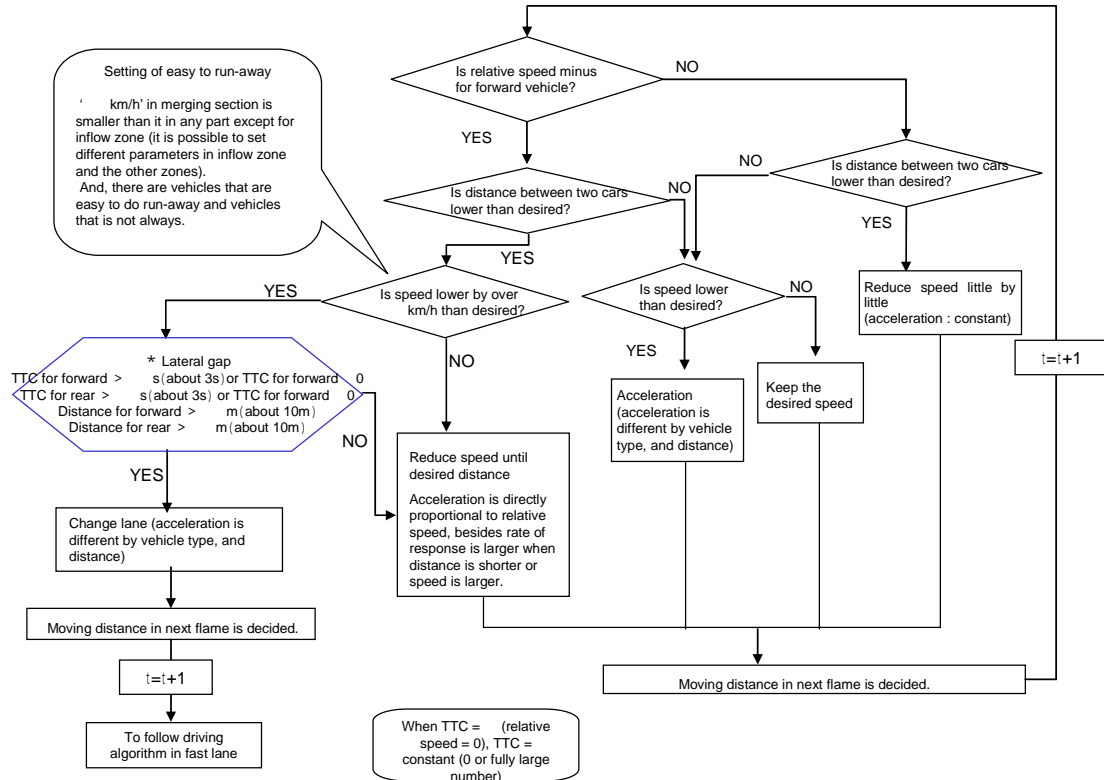 Setting of easy to run-away
‘ km/h’ in merging section is
smaller than it in any part except for
inflow zone (it is possible to set
different parameters in inflow zone
and the other zones).
And, there are vehicles that are
easy to do run-away and vehicles
that is not always.
Is relative speed minus
for forward vehicle?
NO
YES
Is distance between two cars
lower than desired?
NO
YES
NO
Is distance between two cars
lower than desired?
YES
Is speed lower by over
km/h than desired?
YES
NO
Is speed lower
than desired?
NO
YES
Reduce speed little by
little
(acceleration : constant)
t=t+1
* Lateral gap
TTC for forward > s(about 3s) or TTC for forward 0
TTC for rear > s(about 3s) or TTC for forward 0
Distance for forward > m(about 10m)
Distance for rear > m(about 10m)
NO
YES
Acceleration
(acceleration is
different by vehicle
type, and distance)
Keep the
desired speed
Reduce speed until
desired distance
Acceleration is directly
proportional to relative
speed, besides rate of
response is larger when
distance is shorter or
speed is larger.
Change lane (acceleration is
different by vehicle type, and
distance)
Moving distance in next flame is decided.
t=t+1
To follow driving
algorithm in fast lane
Moving distance in next flame is decided.
When TTC = (relative
speed = 0), TTC =
constant (0 or fully large
number)